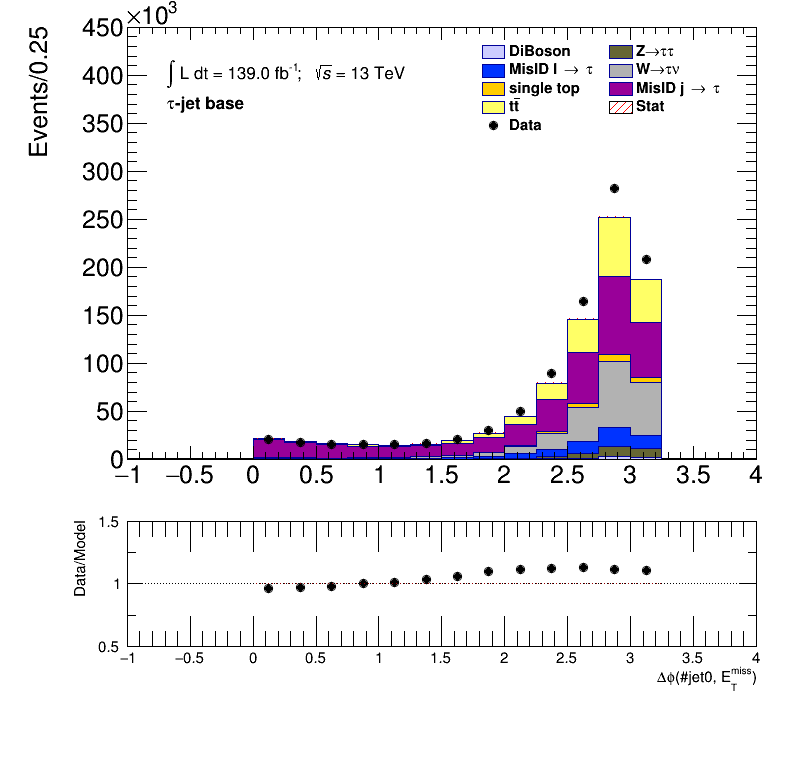 ×10³
Events/0.25
450
400
350
300
250
200
150
100
50
0
−1 −0.5 0 0.5 1 1.5 2 2.5 3 3.5 4
∫ L dt = 139.0 fb⁻¹; √s = 13 TeV
τ-jet base
DiBoson Z→ττ
MisID l → τ W→τν
single top MisID j → τ
tt̄ Stat
Data
Data/Model
1.5
1
0.5
−1 −0.5 0 0.5 1 1.5 2 2.5 3 3.5 4
Δϕ(#jet0, E_T^miss)